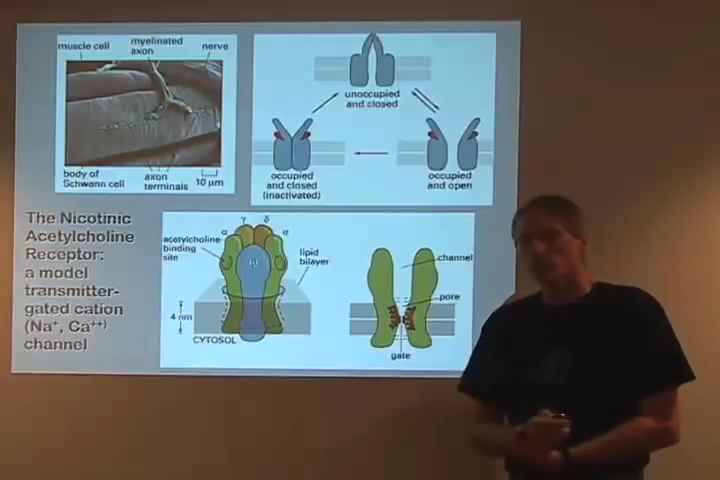 muscle cell
myelinated
axon
nerve
body of
Schwann cell
axon
terminals
10 μm
unoccupied
and closed
occupied
and closed
(inactivated)
occupied
and open
The Nicotinic
Acetylcholine
Receptor:
a model
transmitter-
gated cation
(Na⁺, Ca⁺⁺)
channel
acetylcholine
binding
site
α
γ
δ
α
β
lipid
bilayer
4 nm
CYTOSOL
channel
pore
gate